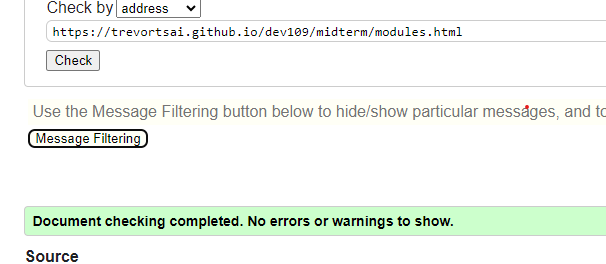 Check by address
https://trevortsai.github.io/dev109/midterm/modules.html
Check
Use the Message Filtering button below to hide/show particular messages, and to
Message Filtering
Document checking completed. No errors or warnings to show.
Source